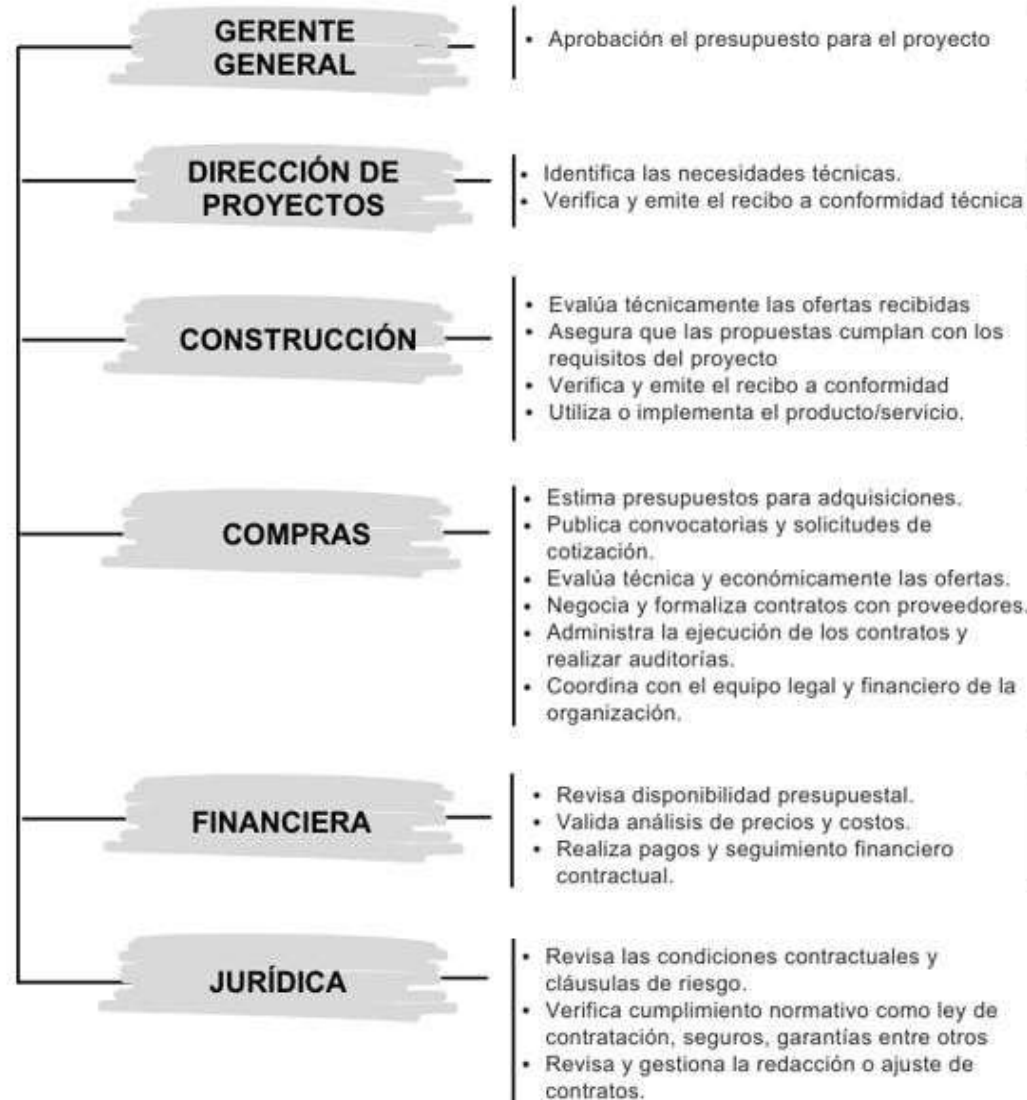 GERENTE
GENERAL
• Aprobación el presupuesto para el proyecto
DIRECCIÓN DE
PROYECTOS
• Identifica las necesidades técnicas.
• Verifica y emite el recibo a conformidad técnica
CONSTRUCCIÓN
• Evalúa técnicamente las ofertas recibidas
• Asegura que las propuestas cumplan con los
requisitos del proyecto
• Verifica y emite el recibo a conformidad
• Utiliza o implementa el producto/servicio.
COMPRAS
• Estima presupuestos para adquisiciones.
• Publica convocatorias y solicitudes de
cotización.
• Evalúa técnica y económicamente las ofertas.
• Negocia y formaliza contratos con proveedores.
• Administra la ejecución de los contratos y
realizar auditorías.
• Coordina con el equipo legal y financiero de la
organización.
FINANCIERA
• Revisa disponibilidad presupuestal.
• Valida análisis de precios y costos.
• Realiza pagos y seguimiento financiero
contractual.
JURÍDICA
• Revisa las condiciones contractuales y
cláusulas de riesgo.
• Verifica cumplimiento normativo como ley de
contratación, seguros, garantías entre otros
• Revisa y gestiona la redacción o ajuste de
contratos.